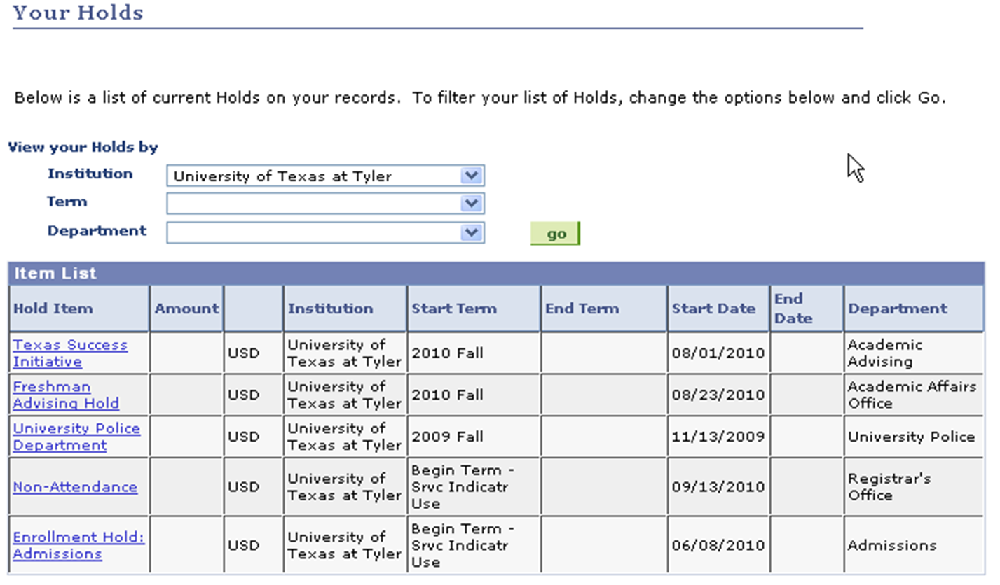 Your Holds
Below is a list of current Holds on your records.  To filter your list of Holds, change the options below and click Go.
View your Holds by
Institution University of Texas at Tyler
Term
Department go
Item List
Hold Item Amount Institution Start Term End Term Start Date End Date Department
Texas Success Initiative USD University of Texas at Tyler 2010 Fall 08/01/2010 Academic Advising
Freshman Advising Hold USD University of Texas at Tyler 2010 Fall 08/23/2010 Academic Affairs Office
University Police Department USD University of Texas at Tyler 2009 Fall 11/13/2009 University Police
Non-Attendance USD University of Texas at Tyler Begin Term - Srvc Indicatr Use 09/13/2010 Registrar's Office
Enrollment Hold: Admissions USD University of Texas at Tyler Begin Term - Srvc Indicatr Use 06/08/2010 Admissions